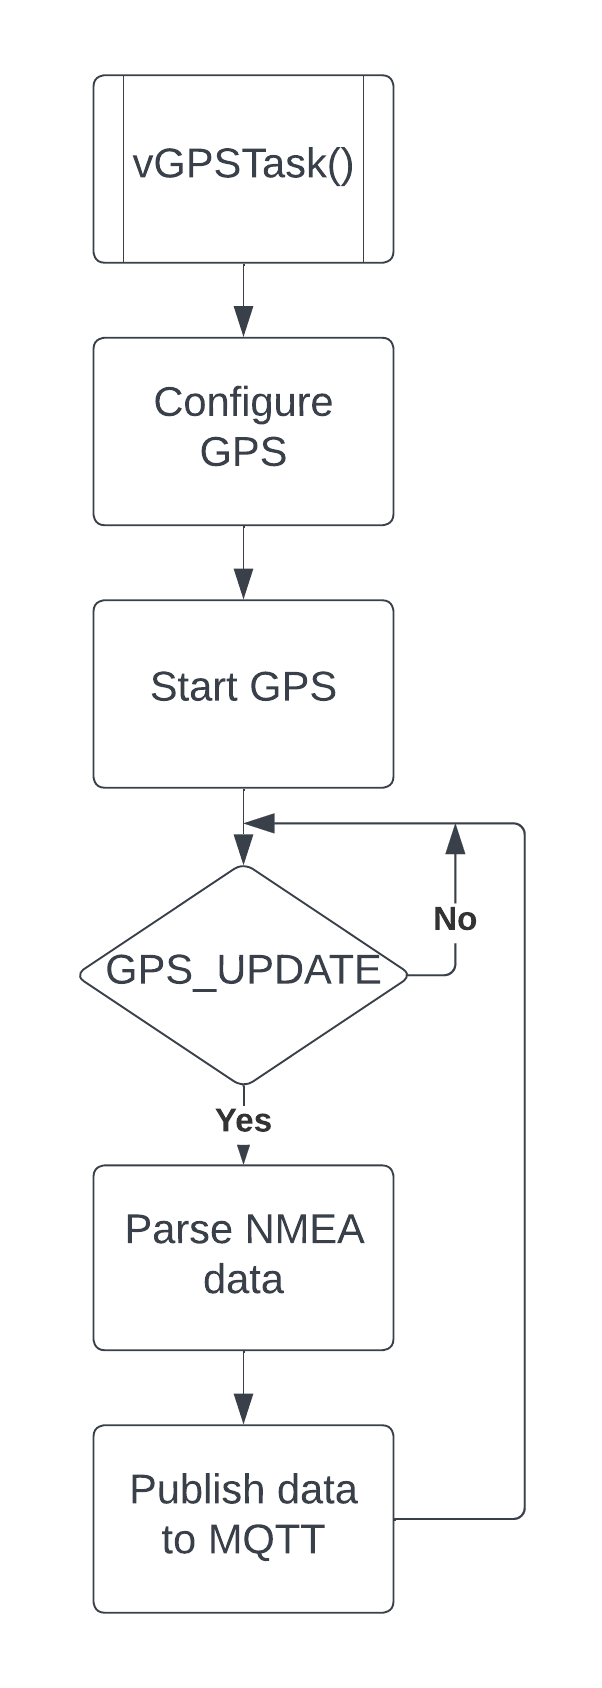 vGPSTask()
Configure
GPS
Start GPS
GPS_UPDATE
No
Yes
Parse NMEA
data
Publish data
to MQTT